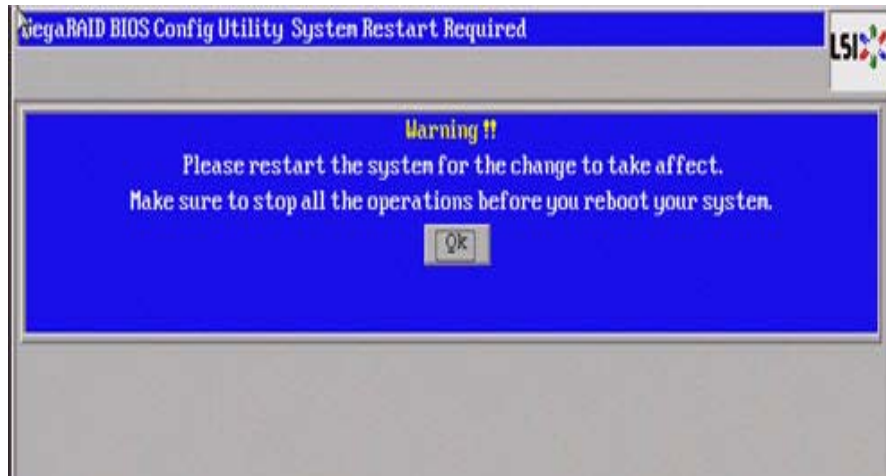 MegaRAID BIOS Config Utility System Restart Required
LSI
Warning !!
Please restart the system for the change to take affect.
Make sure to stop all the operations before you reboot your system.
Ok